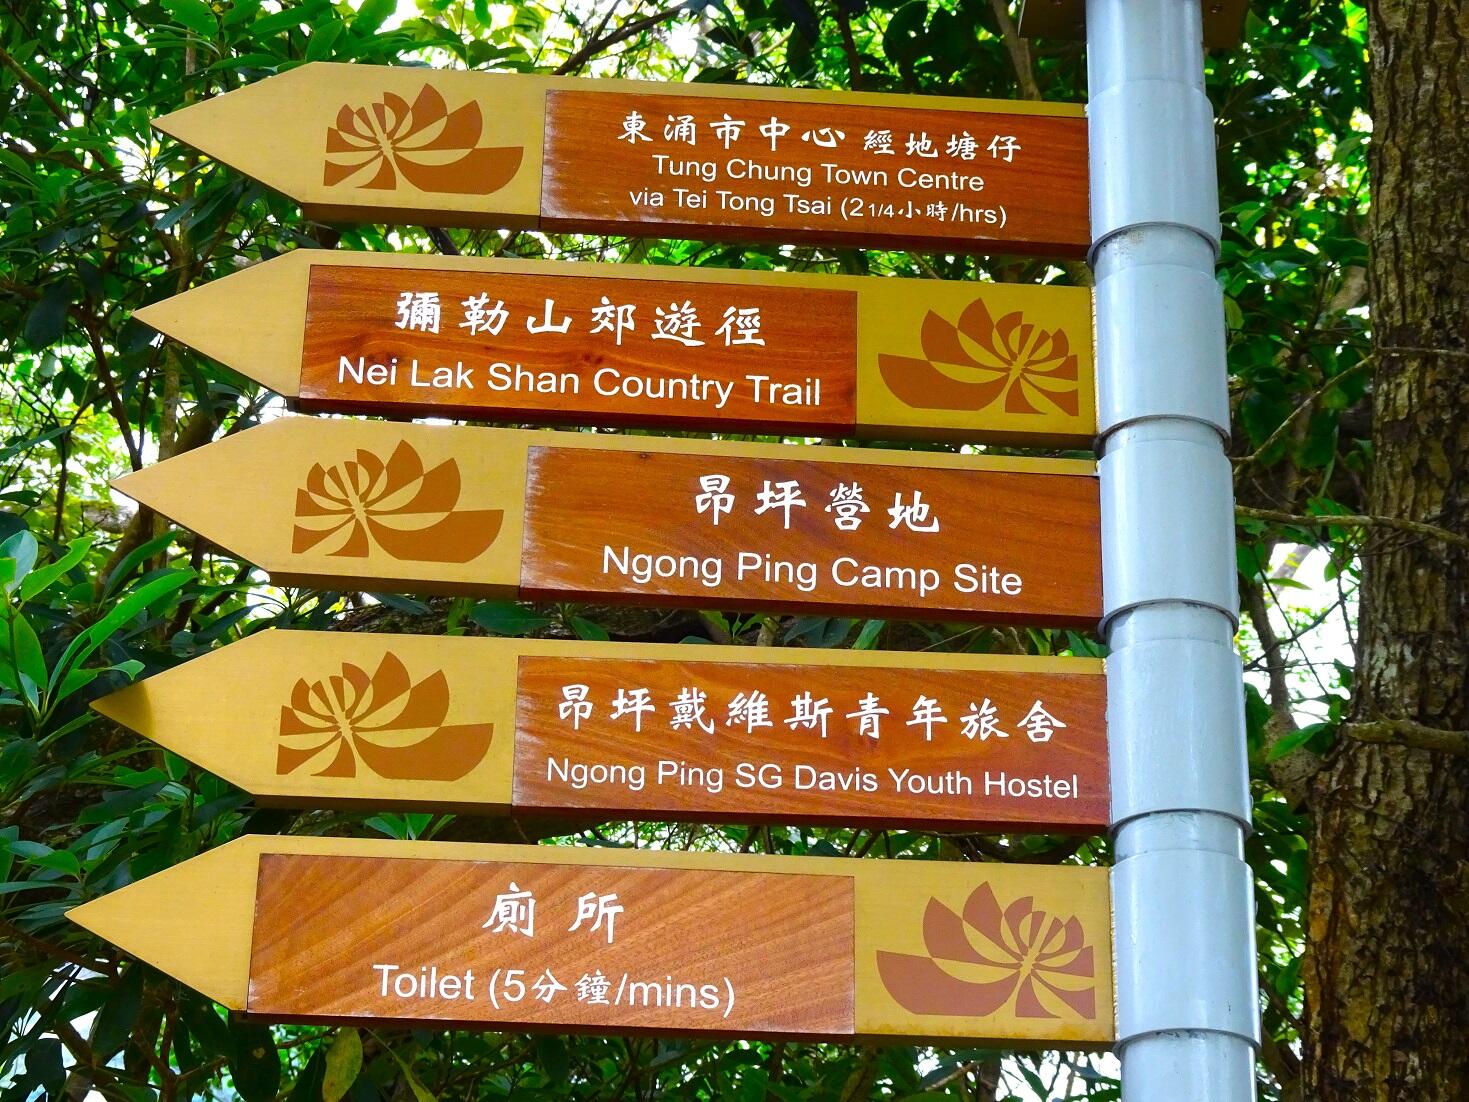 東涌市中心 經地塘仔
Tung Chung Town Centre
via Tei Tong Tsai (2 1/4小時/hrs)
彌勒山郊遊徑
Nei Lak Shan Country Trail
昂坪營地
Ngong Ping Camp Site
昂坪戴維斯青年旅舍
Ngong Ping SG Davis Youth Hostel
廁所
Toilet (5分鐘/mins)